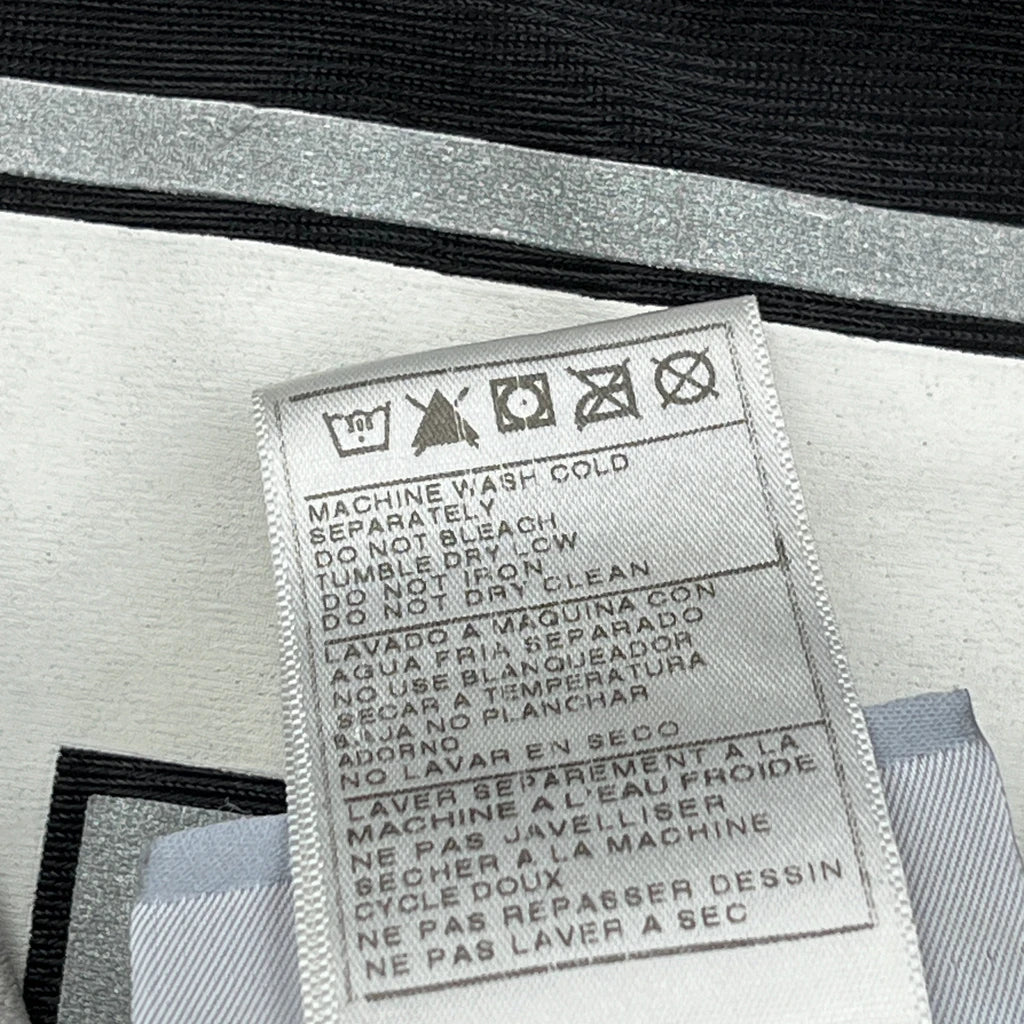 MACHINE WASH COLD
SEPARATELY
DO NOT BLEACH
TUMBLE DRY LOW
DO NOT IRON
DO NOT DRY CLEAN
LAVADO A MAQUINA CON
AGUA FRIA SEPARADO
NO USE BLANQUEADOR
SECAR A TEMPERATURA
BAJA NO PLANCHAR
ADORNO
NO LAVAR EN SECO
LAVER SEPAREMENT A LA
MACHINE A L'EAU FROIDE
NE PAS JAVELLISER
SECHER A LA MACHINE
CYCLE DOUX
NE PAS REPASSER DESSIN
NE PAS LAVER A SEC